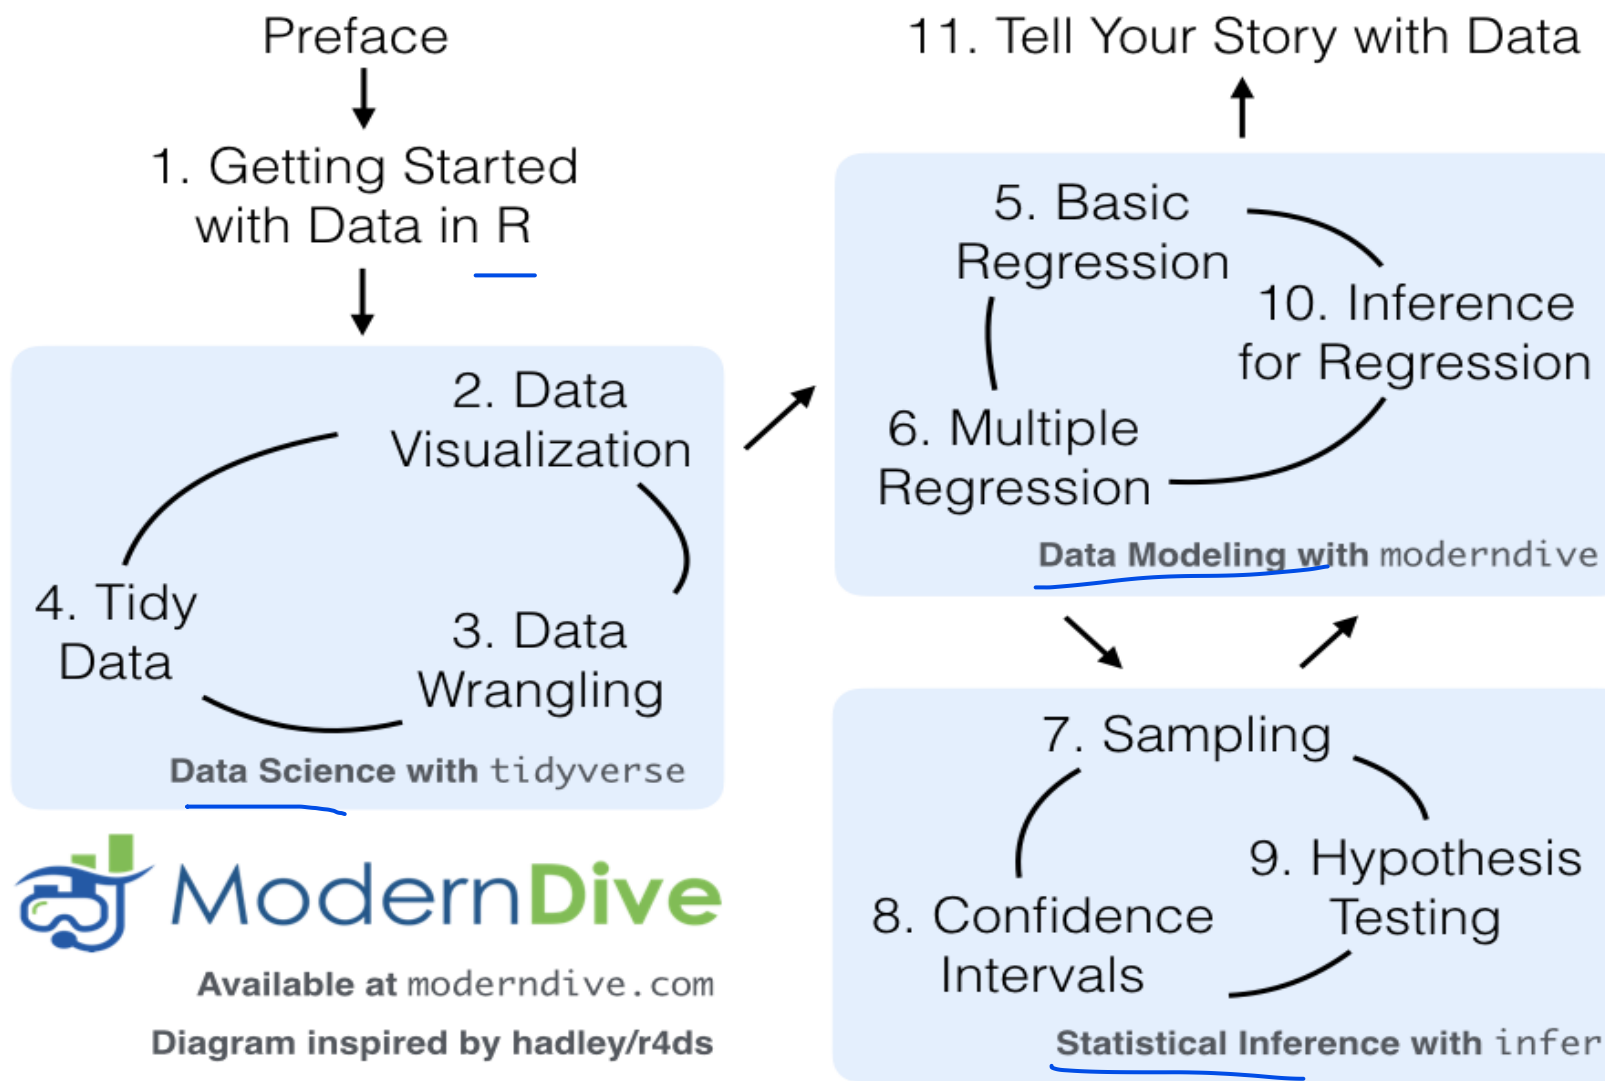 Preface
1. Getting Started
with Data in R
2. Data
Visualization
4. Tidy
Data
3. Data
Wrangling
Data Science with tidyverse
ModernDive
Available at moderndive.com
Diagram inspired by hadley/r4ds
11. Tell Your Story with Data
5. Basic
Regression
10. Inference
for Regression
6. Multiple
Regression
Data Modeling with moderndive
7. Sampling
9. Hypothesis
Testing
8. Confidence
Intervals
Statistical Inference with infer